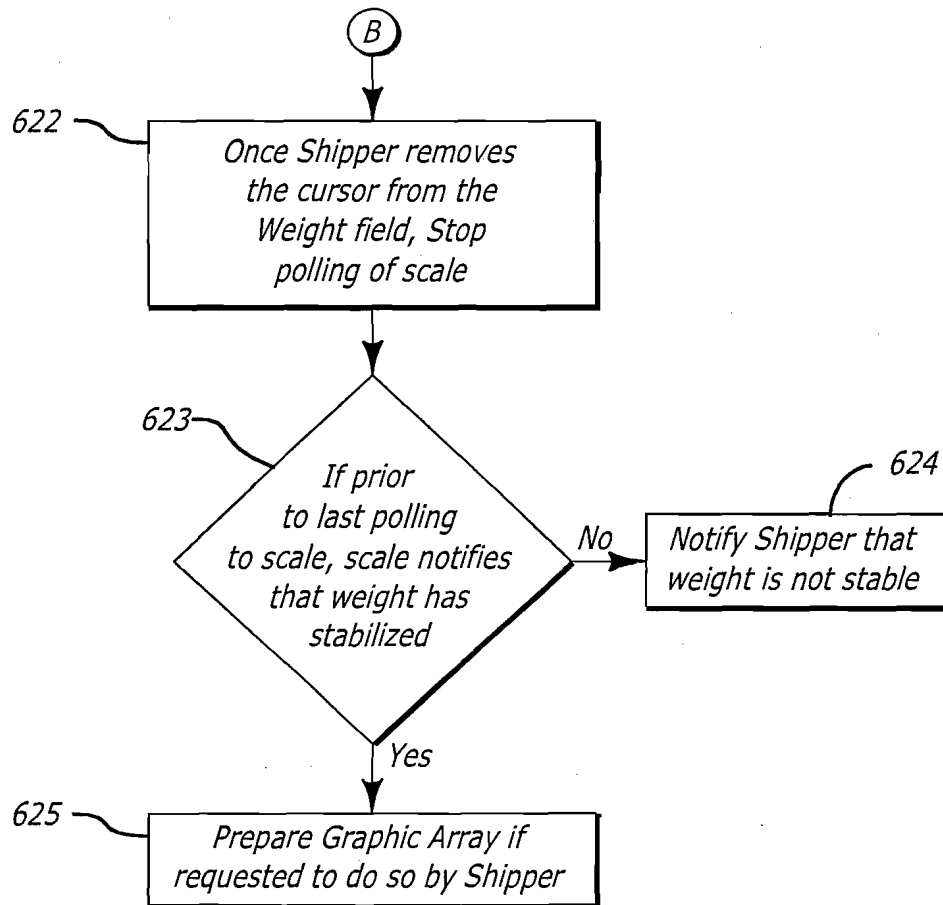 B
622
Once Shipper removes
the cursor from the
Weight field, Stop
polling of scale
623
If prior
to last polling
to scale, scale notifies
that weight has
stabilized
No
624
Notify Shipper that
weight is not stable
Yes
625
Prepare Graphic Array if
requested to do so by Shipper